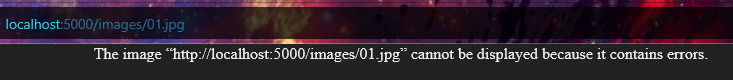 localhost:5000/images/01.jpg
The image “http://localhost:5000/images/01.jpg” cannot be displayed because it contains errors.